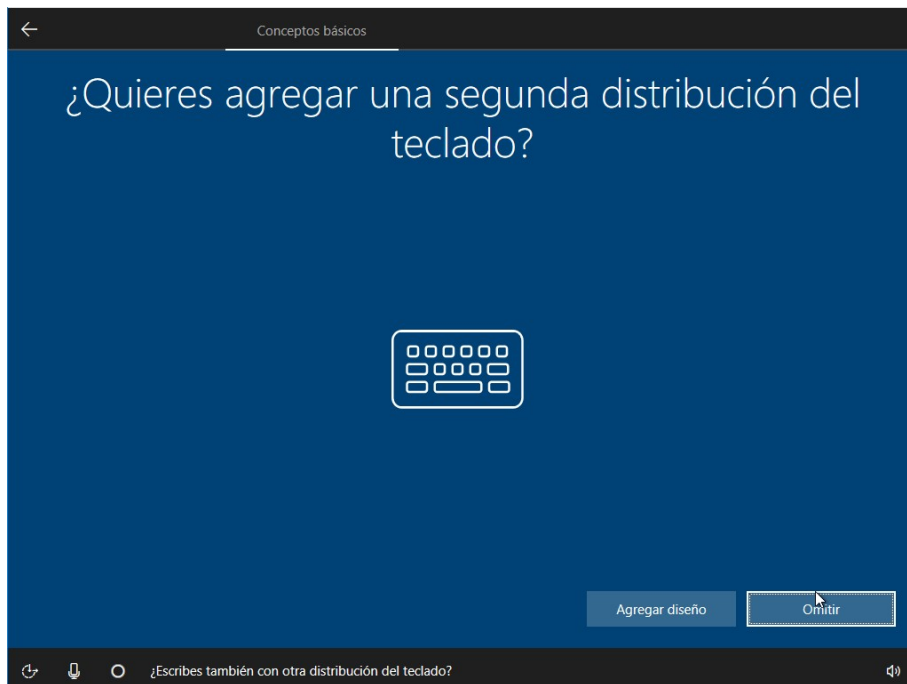 Conceptos básicos
¿Quieres agregar una segunda distribución del
teclado?
Agregar diseño
Omitir
¿Escribes también con otra distribución del teclado?